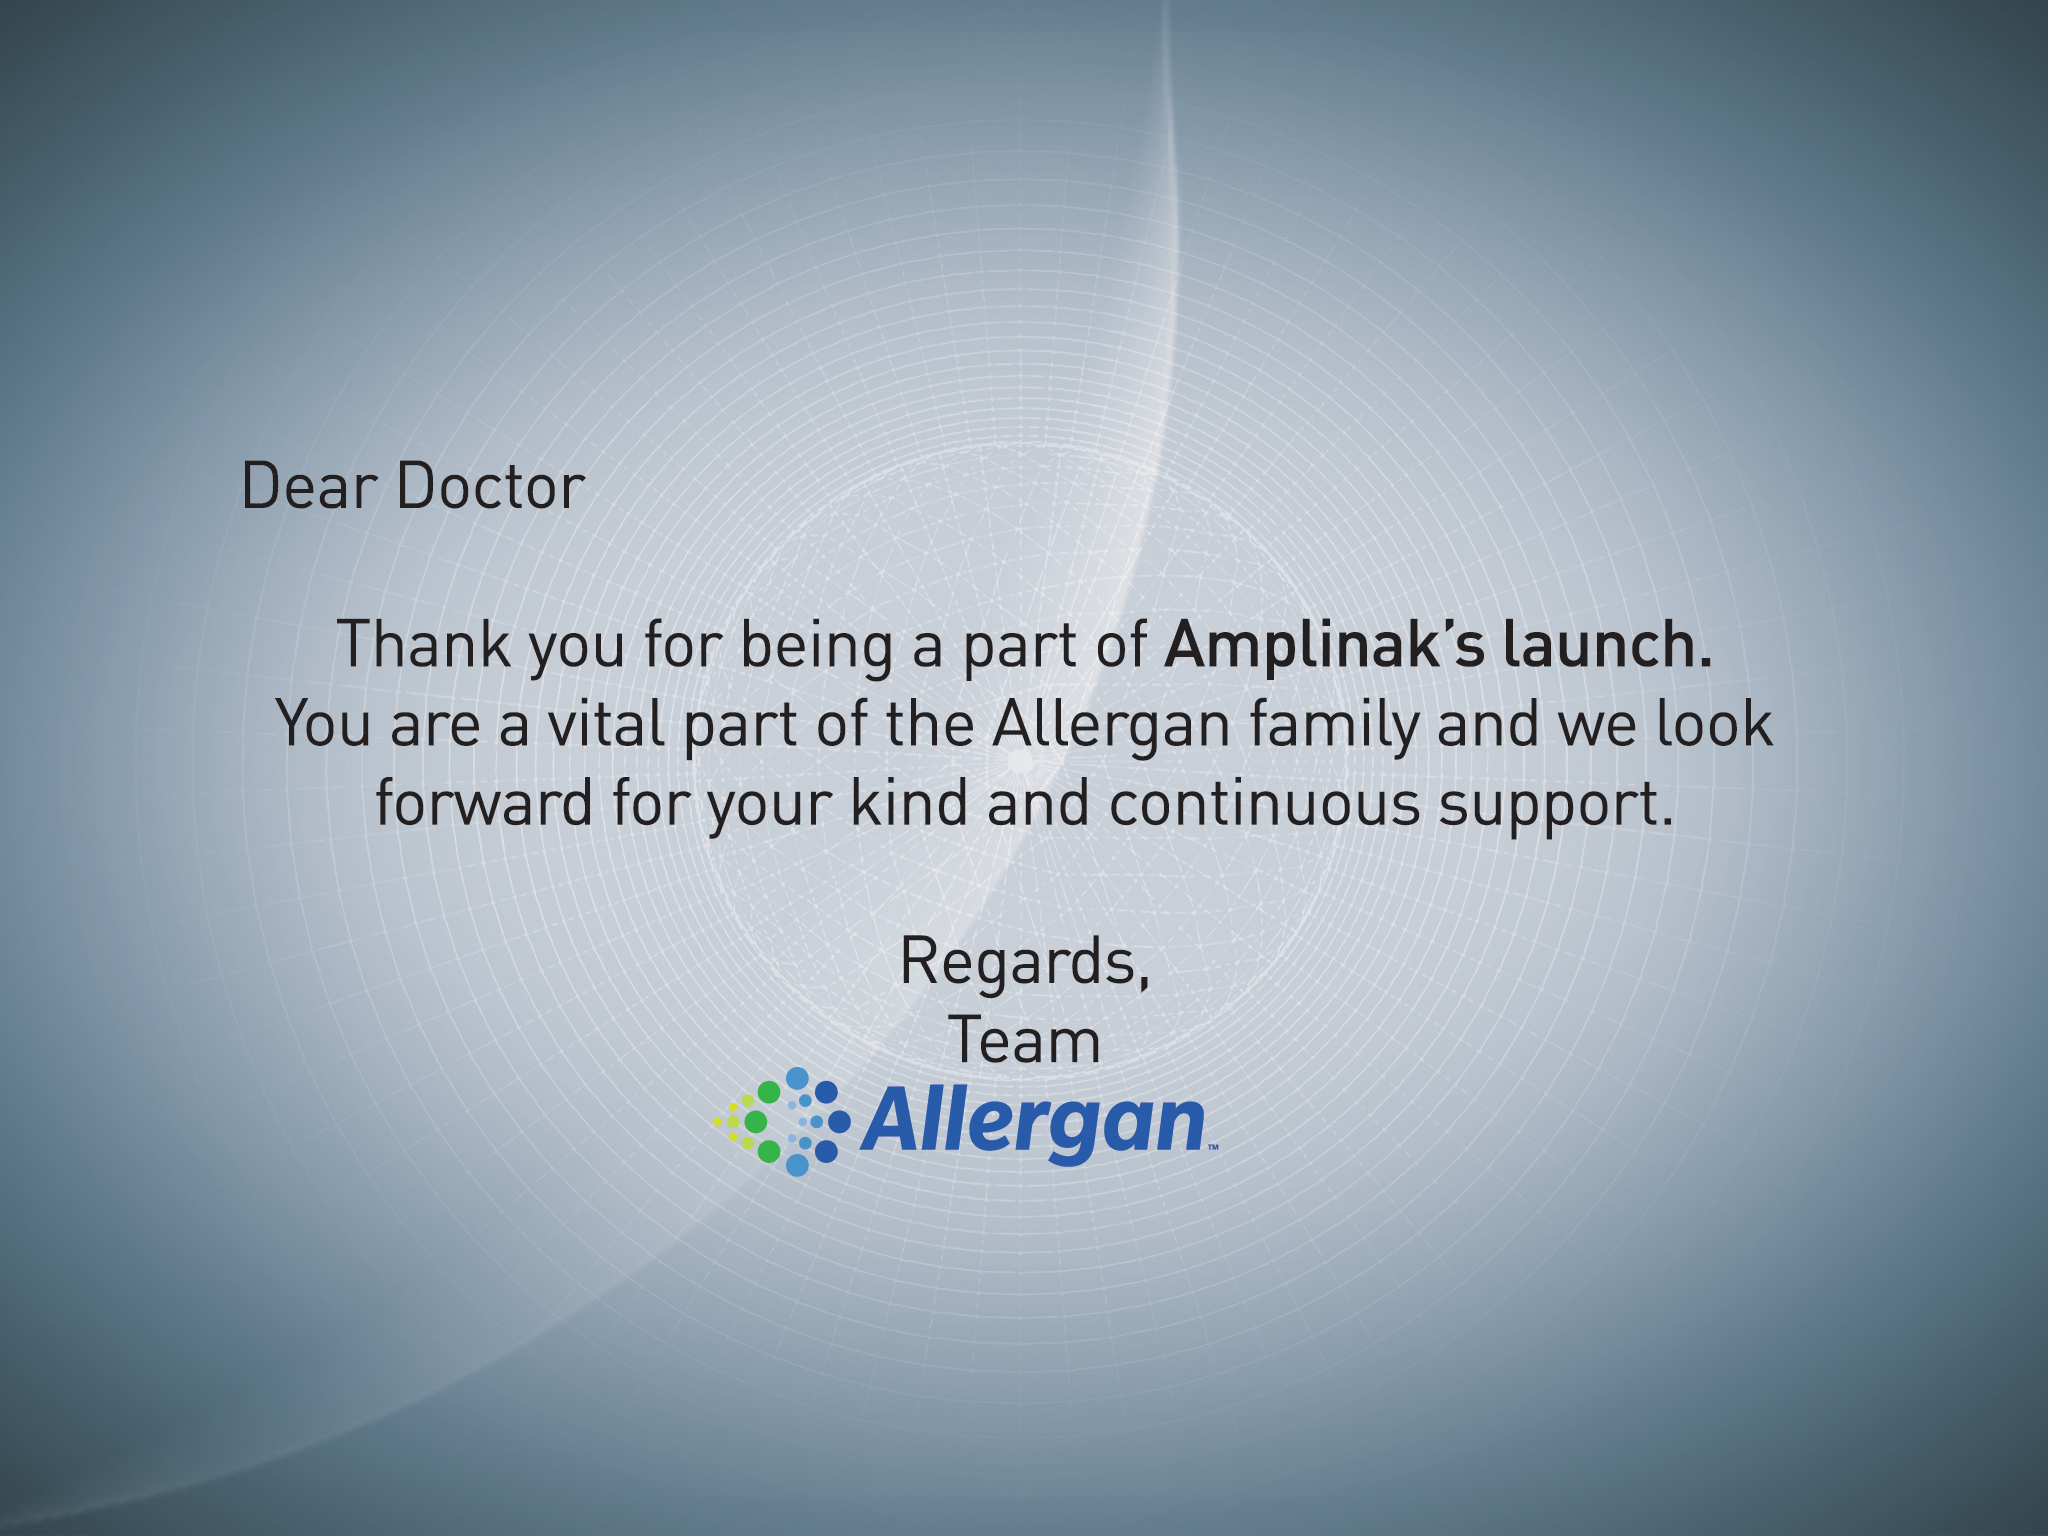 Dear Doctor
Thank you for being a part of Amplinak’s launch.
You are a vital part of the Allergan family and we look
forward for your kind and continuous support.
Regards,
Team
Allergan™